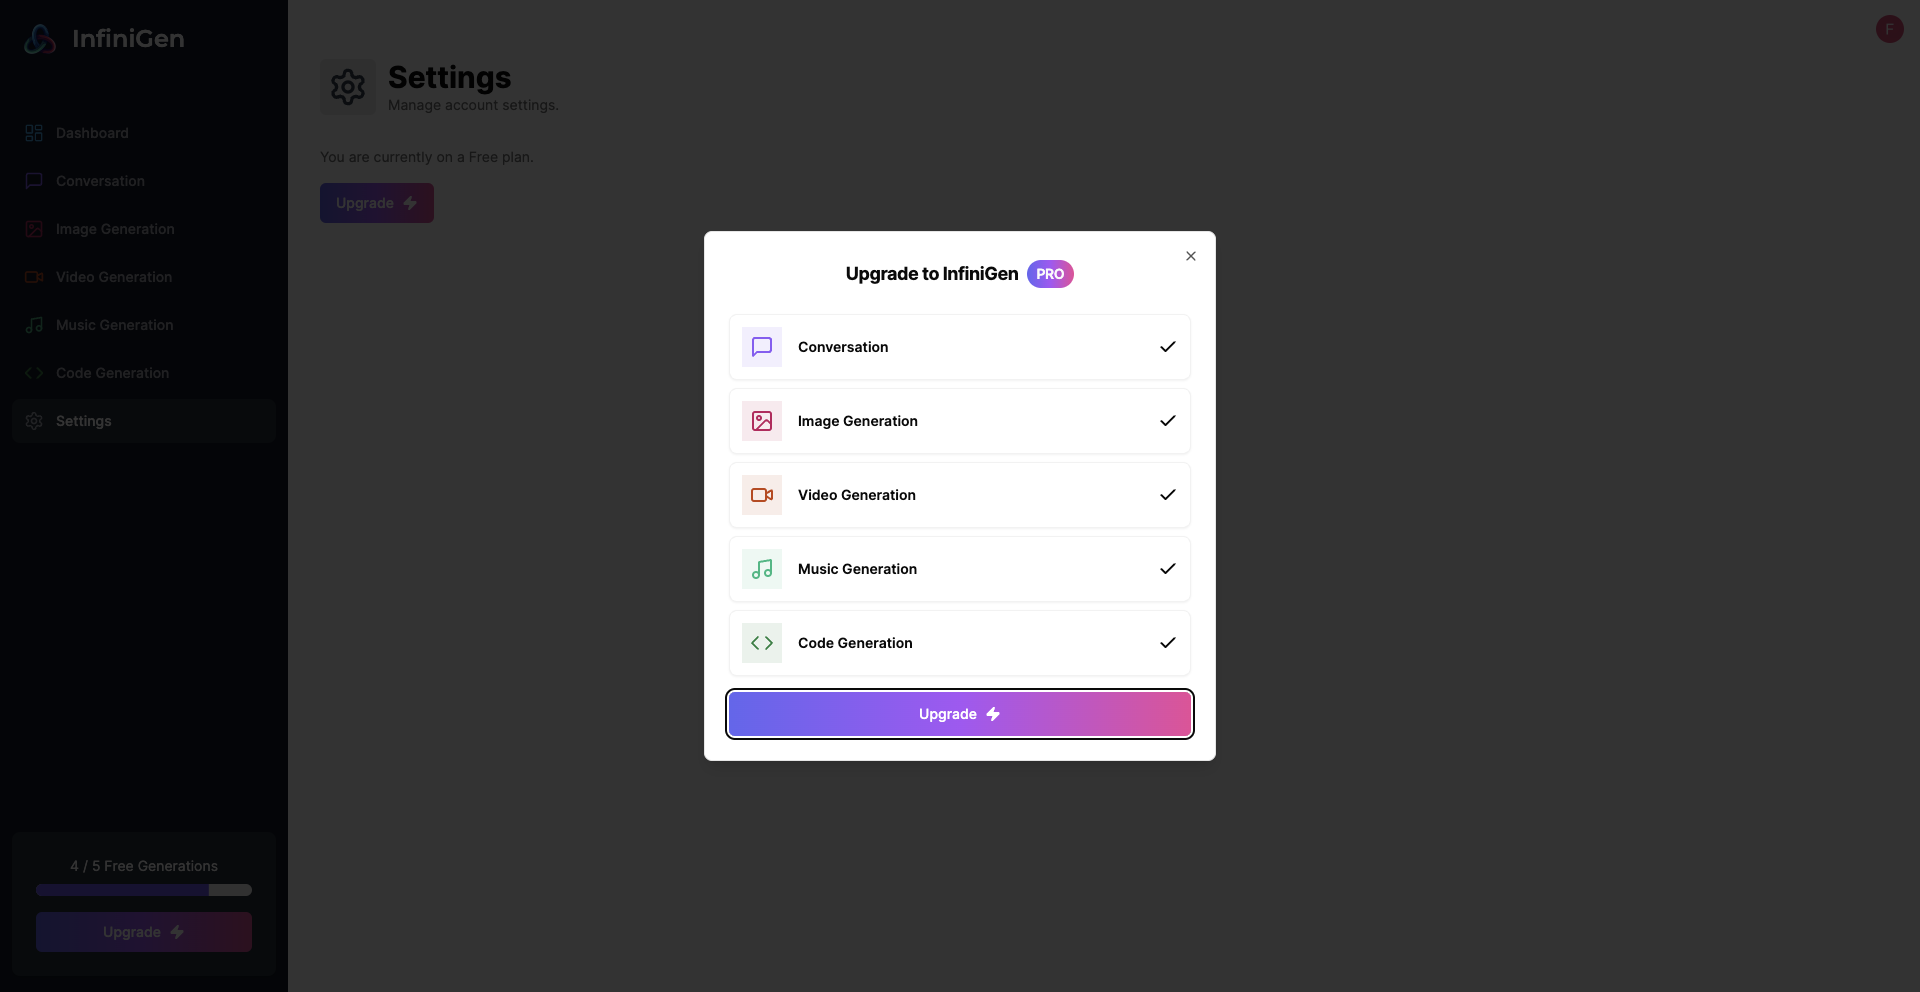 InfiniGen
Dashboard
Conversation
Image Generation
Video Generation
Music Generation
Code Generation
Settings
4 / 5 Free Generations
Upgrade
F
Settings
Manage account settings.
You are currently on a Free plan.
Upgrade
Upgrade to InfiniGen PRO
Conversation
Image Generation
Video Generation
Music Generation
Code Generation
Upgrade